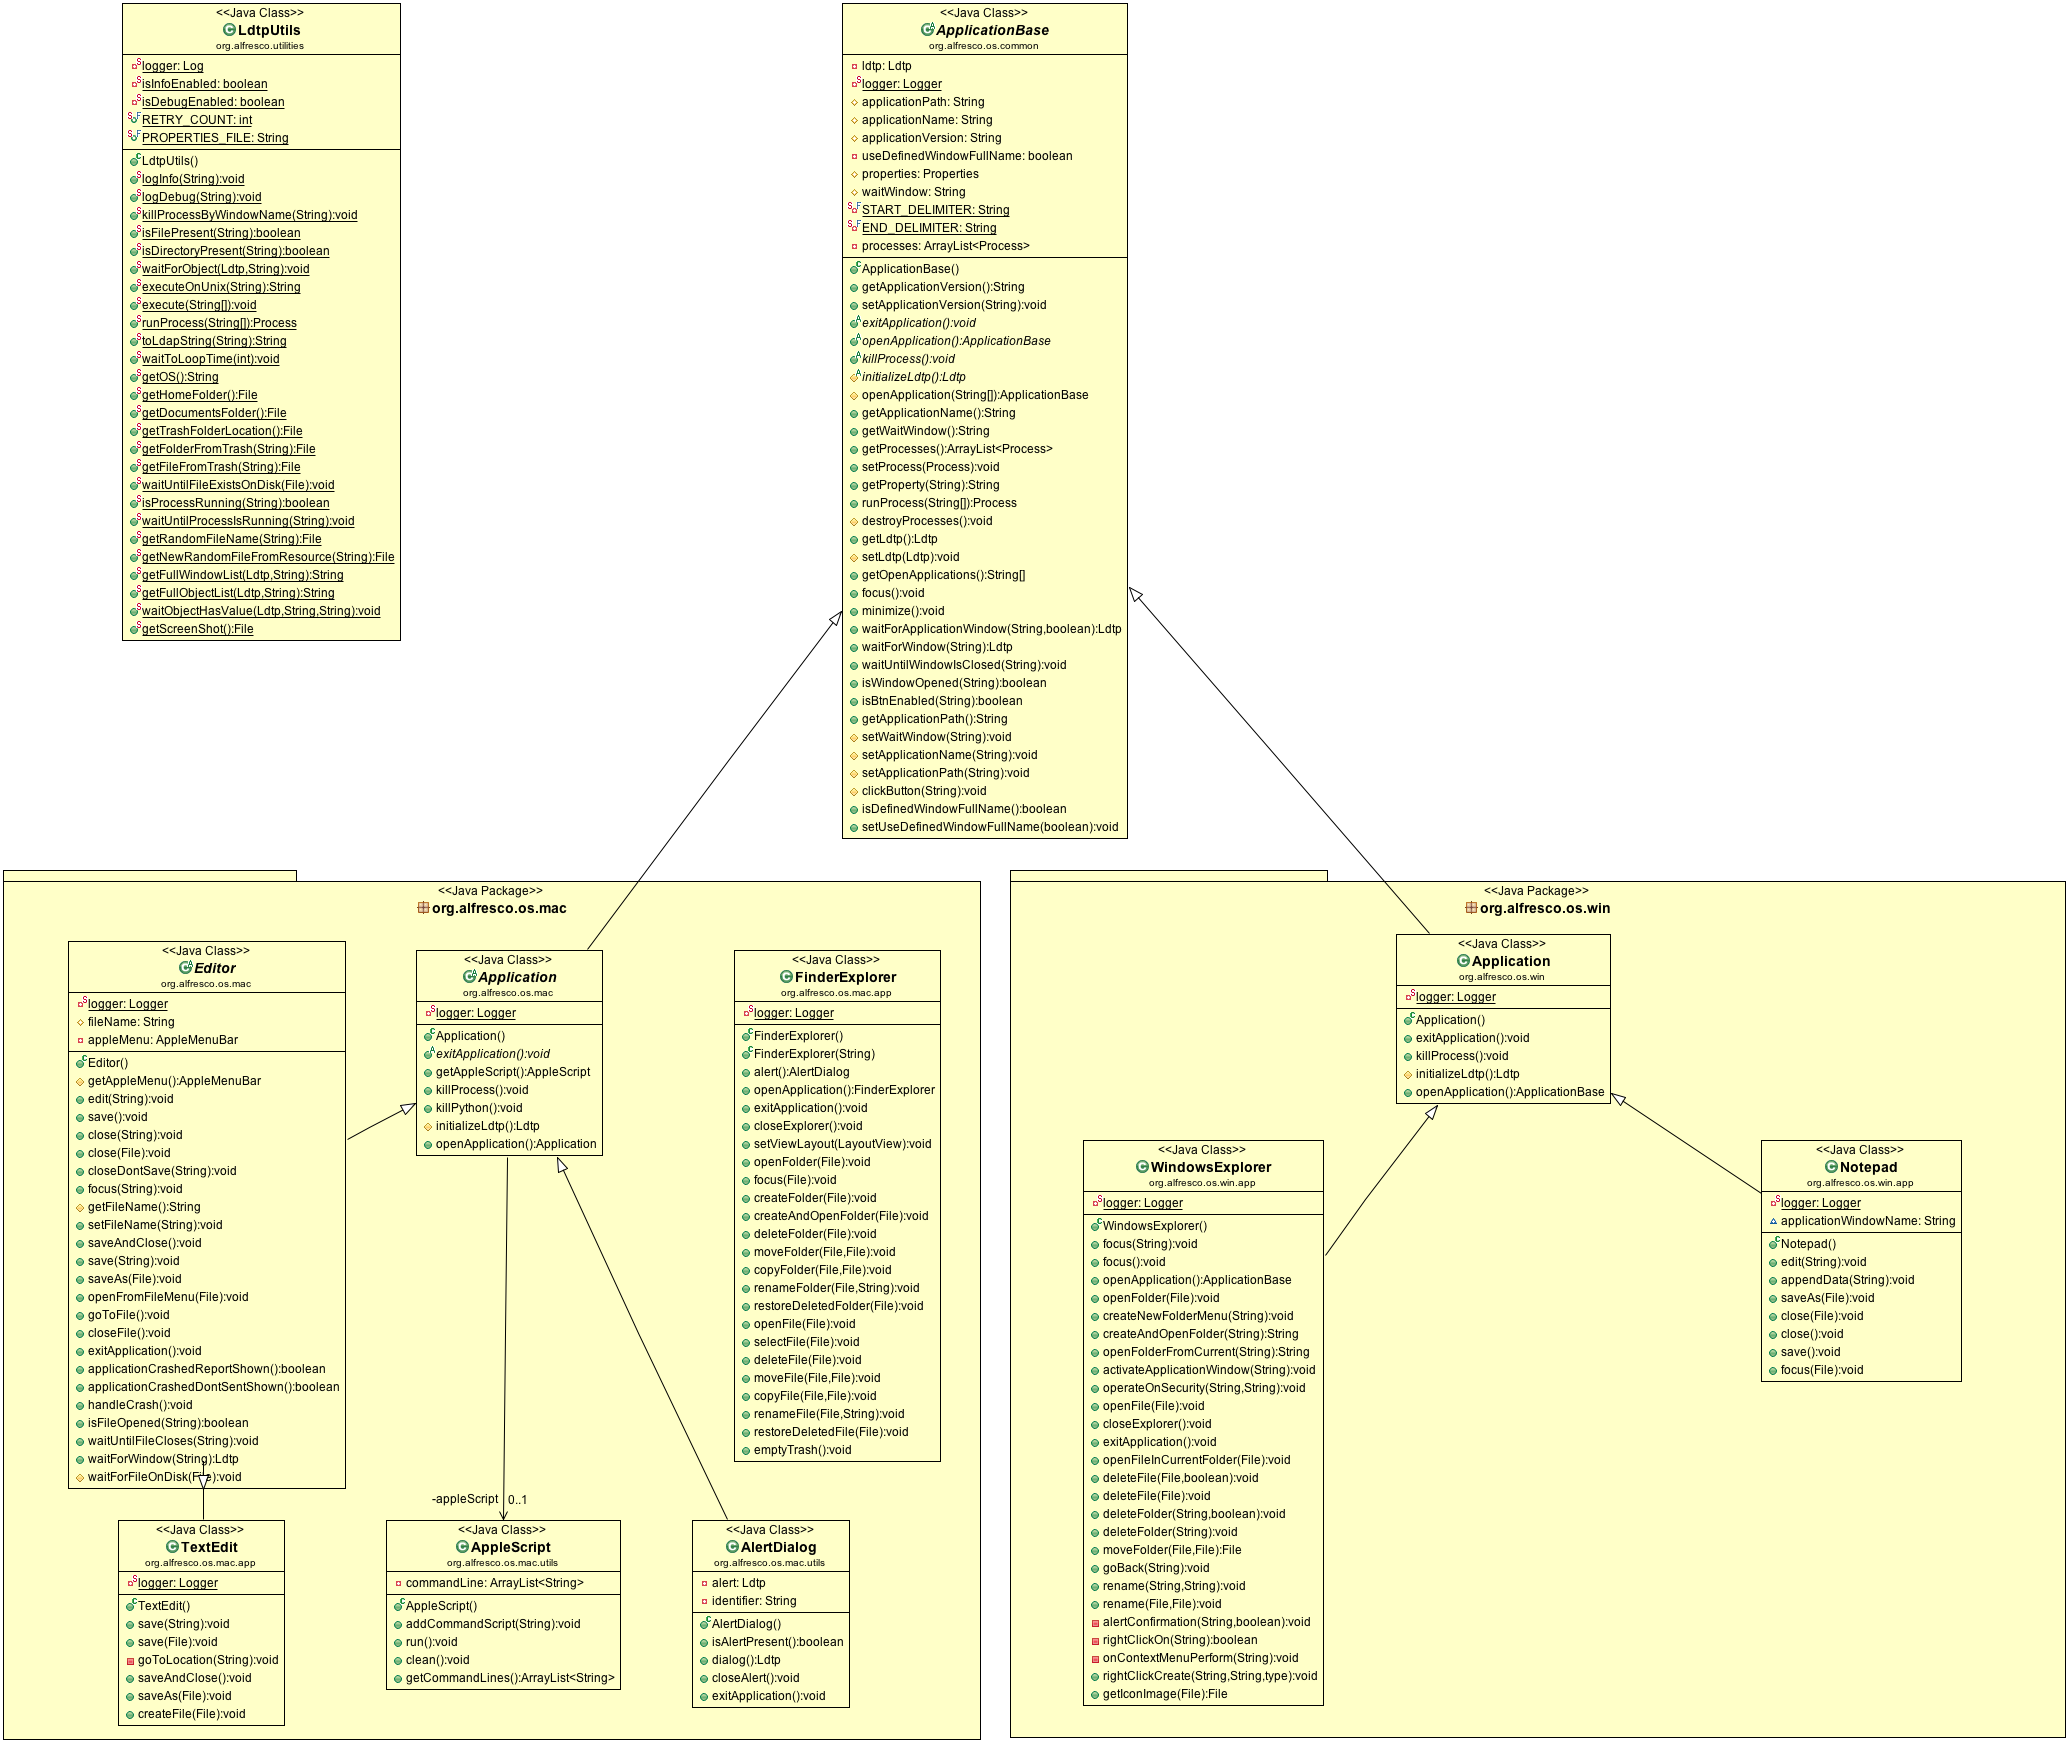 <<Java Class>>
LdtpUtils
org.alfresco.utilities
logger: Log
isInfoEnabled: boolean
isDebugEnabled: boolean
RETRY_COUNT: int
PROPERTIES_FILE: String
LdtpUtils()
logInfo(String):void
logDebug(String):void
killProcessByWindowName(String):void
isFilePresent(String):boolean
isDirectoryPresent(String):boolean
waitForObject(Ldtp,String):void
executeOnUnix(String):String
execute(String[]):void
runProcess(String[]):Process
toLdapString(String):String
waitToLoopTime(int):void
getOS():String
getHomeFolder():File
getDocumentsFolder():File
getTrashFolderLocation():File
getFolderFromTrash(String):File
getFileFromTrash(String):File
waitUntilFileExistsOnDisk(File):void
isProcessRunning(String):boolean
waitUntilProcessIsRunning(String):void
getRandomFileName(String):File
getNewRandomFileFromResource(String):File
getFullWindowList(Ldtp,String):String
getFullObjectList(Ldtp,String):String
waitObjectHasValue(Ldtp,String,String):void
getScreenShot():File
<<Java Class>>
ApplicationBase
org.alfresco.os.common
ldtp: Ldtp
logger: Logger
applicationPath: String
applicationName: String
applicationVersion: String
useDefinedWindowFullName: boolean
properties: Properties
waitWindow: String
START_DELIMITER: String
END_DELIMITER: String
processes: ArrayList<Process>
ApplicationBase()
getApplicationVersion():String
setApplicationVersion(String):void
exitApplication():void
openApplication():ApplicationBase
killProcess():void
initializeLdtp():Ldtp
openApplication(String[]):ApplicationBase
getApplicationName():String
getWaitWindow():String
getProcesses():ArrayList<Process>
setProcess(Process):void
getProperty(String):String
runProcess(String[]):Process
destroyProcesses():void
getLdtp():Ldtp
setLdtp(Ldtp):void
getOpenApplications():String[]
focus():void
minimize():void
waitForApplicationWindow(String,boolean):Ldtp
waitForWindow(String):Ldtp
waitUntilWindowIsClosed(String):void
isWindowOpened(String):boolean
isBtnEnabled(String):boolean
getApplicationPath():String
setWaitWindow(String):void
setApplicationName(String):void
setApplicationPath(String):void
clickButton(String):void
isDefinedWindowFullName():boolean
setUseDefinedWindowFullName(boolean):void
<<Java Package>>
org.alfresco.os.mac
<<Java Class>>
Editor
org.alfresco.os.mac
logger: Logger
fileName: String
appleMenu: AppleMenuBar
Editor()
getAppleMenu():AppleMenuBar
edit(String):void
save():void
close(String):void
close(File):void
closeDontSave(String):void
focus(String):void
getFileName():String
setFileName(String):void
saveAndClose():void
save(String):void
saveAs(File):void
openFromFileMenu(File):void
goToFile():void
closeFile():void
exitApplication():void
applicationCrashedReportShown():boolean
applicationCrashedDontSentShown():boolean
handleCrash():void
isFileOpened(String):boolean
waitUntilFileCloses(String):void
waitForWindow(String):Ldtp
waitForFileOnDisk(File):void
<<Java Class>>
Application
org.alfresco.os.mac
logger: Logger
Application()
exitApplication():void
getAppleScript():AppleScript
killProcess():void
killPython():void
initializeLdtp():Ldtp
openApplication():Application
<<Java Class>>
FinderExplorer
org.alfresco.os.mac.app
logger: Logger
FinderExplorer()
FinderExplorer(String)
alert():AlertDialog
openApplication():FinderExplorer
exitApplication():void
closeExplorer():void
setViewLayout(LayoutView):void
openFolder(File):void
focus(File):void
createFolder(File):void
createAndOpenFolder(File):void
deleteFolder(File):void
moveFolder(File,File):void
copyFolder(File,File):void
renameFolder(File,String):void
restoreDeletedFolder(File):void
openFile(File):void
selectFile(File):void
deleteFile(File):void
moveFile(File,File):void
copyFile(File,File):void
renameFile(File,String):void
restoreDeletedFile(File):void
emptyTrash():void
-appleScript 0..1
<<Java Class>>
TextEdit
org.alfresco.os.mac.app
logger: Logger
TextEdit()
save(String):void
save(File):void
goToLocation(String):void
saveAndClose():void
saveAs(File):void
createFile(File):void
<<Java Class>>
AppleScript
org.alfresco.os.mac.utils
commandLine: ArrayList<String>
AppleScript()
addCommandScript(String):void
run():void
clean():void
getCommandLines():ArrayList<String>
<<Java Class>>
AlertDialog
org.alfresco.os.mac.utils
alert: Ldtp
identifier: String
AlertDialog()
isAlertPresent():boolean
dialog():Ldtp
closeAlert():void
exitApplication():void
<<Java Package>>
org.alfresco.os.win
<<Java Class>>
Application
org.alfresco.os.win
logger: Logger
Application()
exitApplication():void
killProcess():void
initializeLdtp():Ldtp
openApplication():ApplicationBase
<<Java Class>>
WindowsExplorer
org.alfresco.os.win.app
logger: Logger
WindowsExplorer()
focus(String):void
focus():void
openApplication():ApplicationBase
openFolder(File):void
createNewFolderMenu(String):void
createAndOpenFolder(String):String
openFolderFromCurrent(String):String
activateApplicationWindow(String):void
operateOnSecurity(String,String):void
openFile(File):void
closeExplorer():void
exitApplication():void
openFileInCurrentFolder(File):void
deleteFile(File,boolean):void
deleteFile(File):void
deleteFolder(String,boolean):void
deleteFolder(String):void
moveFolder(File,File):File
goBack(String):void
rename(String,String):void
rename(File,File):void
alertConfirmation(String,boolean):void
rightClickOn(String):boolean
onContextMenuPerform(String):void
rightClickCreate(String,String,type):void
getIconImage(File):File
<<Java Class>>
Notepad
org.alfresco.os.win.app
logger: Logger
applicationWindowName: String
Notepad()
edit(String):void
appendData(String):void
saveAs(File):void
close(File):void
close():void
save():void
focus(File):void